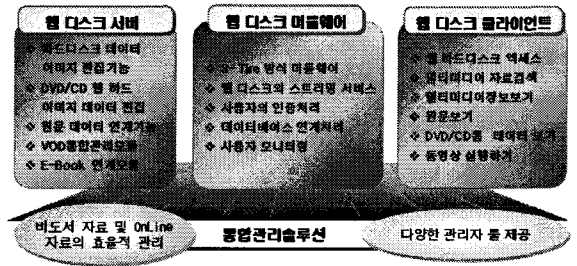 웹 디스크 서버
❖ 하드디스크 데이터
이미지 편집기능
❖ DVD/CD 웹 하드
이미지 데이터 편집
❖ 원문 데이터 연계기능
❖ VOD통합관리모듈
❖ E-Book 연계모듈
웹 디스크 미들웨어
❖ 3-Tire 방식 미들웨어
❖ 웹 디스크의 스트리밍 서비스
❖ 사용자의 인증처리
❖ 데이터베이스 연계처리
❖ 사용자 모니터링
웹 디스크 클라이언트
❖ 웹 하드디스크 엑세스
❖ 멀티미디어 자료검색
❖ 멀티미디어정보보기
❖ 원문보기
❖ DVD/CD롬 데이터 보기
❖ 동영상 실행하기
비도서 자료 및 OnLine
자료의 효율적 관리
통합관리솔루션
다양한 관리자 툴 제공